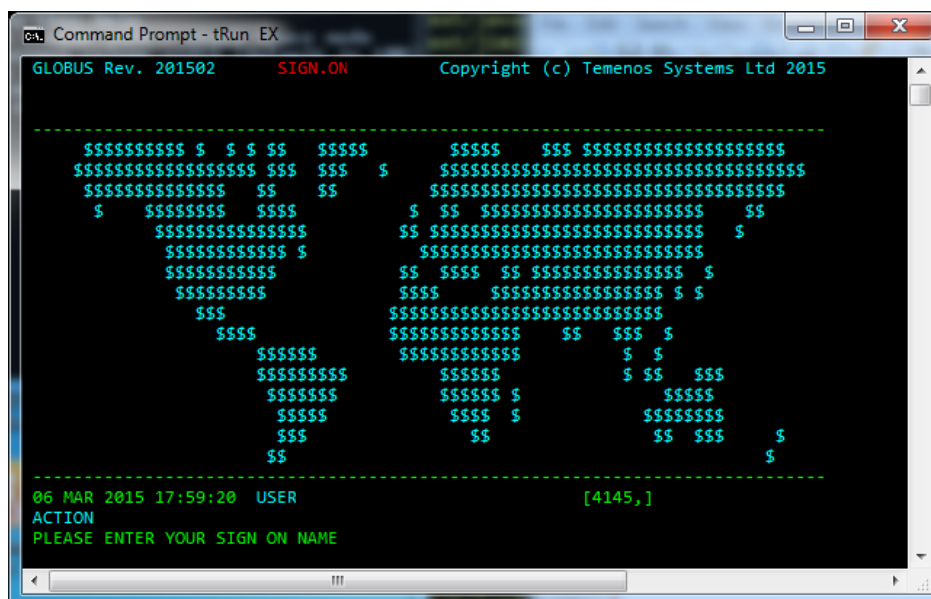 Command Prompt - tRun EX
GLOBUS Rev. 201502 SIGN.ON Copyright (c) Temenos Systems Ltd 2015
--------------------------------------------------------------------------------
$$$$$$$$$$ $  $ $ $$   $$$$$        $$$$$    $$$ $$$$$$$$$$$$$$$$$$$$
$$$$$$$$$$$$$$$$$$ $$$  $$$   $     $$$$$$$$$$$$$$$$$$$$$$$$$$$$$$$$$$$$
$$$$$$$$$$$$$$   $$    $$         $$$$$$$$$$$$$$$$$$$$$$$$$$$$$$$$$$$
$    $$$$$$$$   $$$$           $  $$  $$$$$$$$$$$$$$$$$$$$$$    $$
$$$$$$$$$$$$$$$         $$ $$$$$$$$$$$$$$$$$$$$$$$$$$$   $
$$$$$$$$$$$$ $           $$$$$$$$$$$$$$$$$$$$$$$$$$$$
$$$$$$$$$$$            $$  $$$$  $$ $$$$$$$$$$$$$$$  $
$$$$$$$$$             $$$$     $$$$$$$$$$$$$$$$$ $ $
$$$                $$$$$$$$$$$$$$$$$$$$$$$$$$$
$$$$             $$$$$$$$$$$$$    $$   $$$  $
$$$$$$        $$$$$$$$$$$$          $  $
$$$$$$$$$         $$$$$$            $ $$   $$$
$$$$$$$          $$$$$$ $              $$$$$
$$$$$            $$$$  $            $$$$$$$$
$$$                $$                $$  $$$     $
$$                                               $
--------------------------------------------------------------------------------
06 MAR 2015 17:59:20 USER [4145,]
ACTION
PLEASE ENTER YOUR SIGN ON NAME